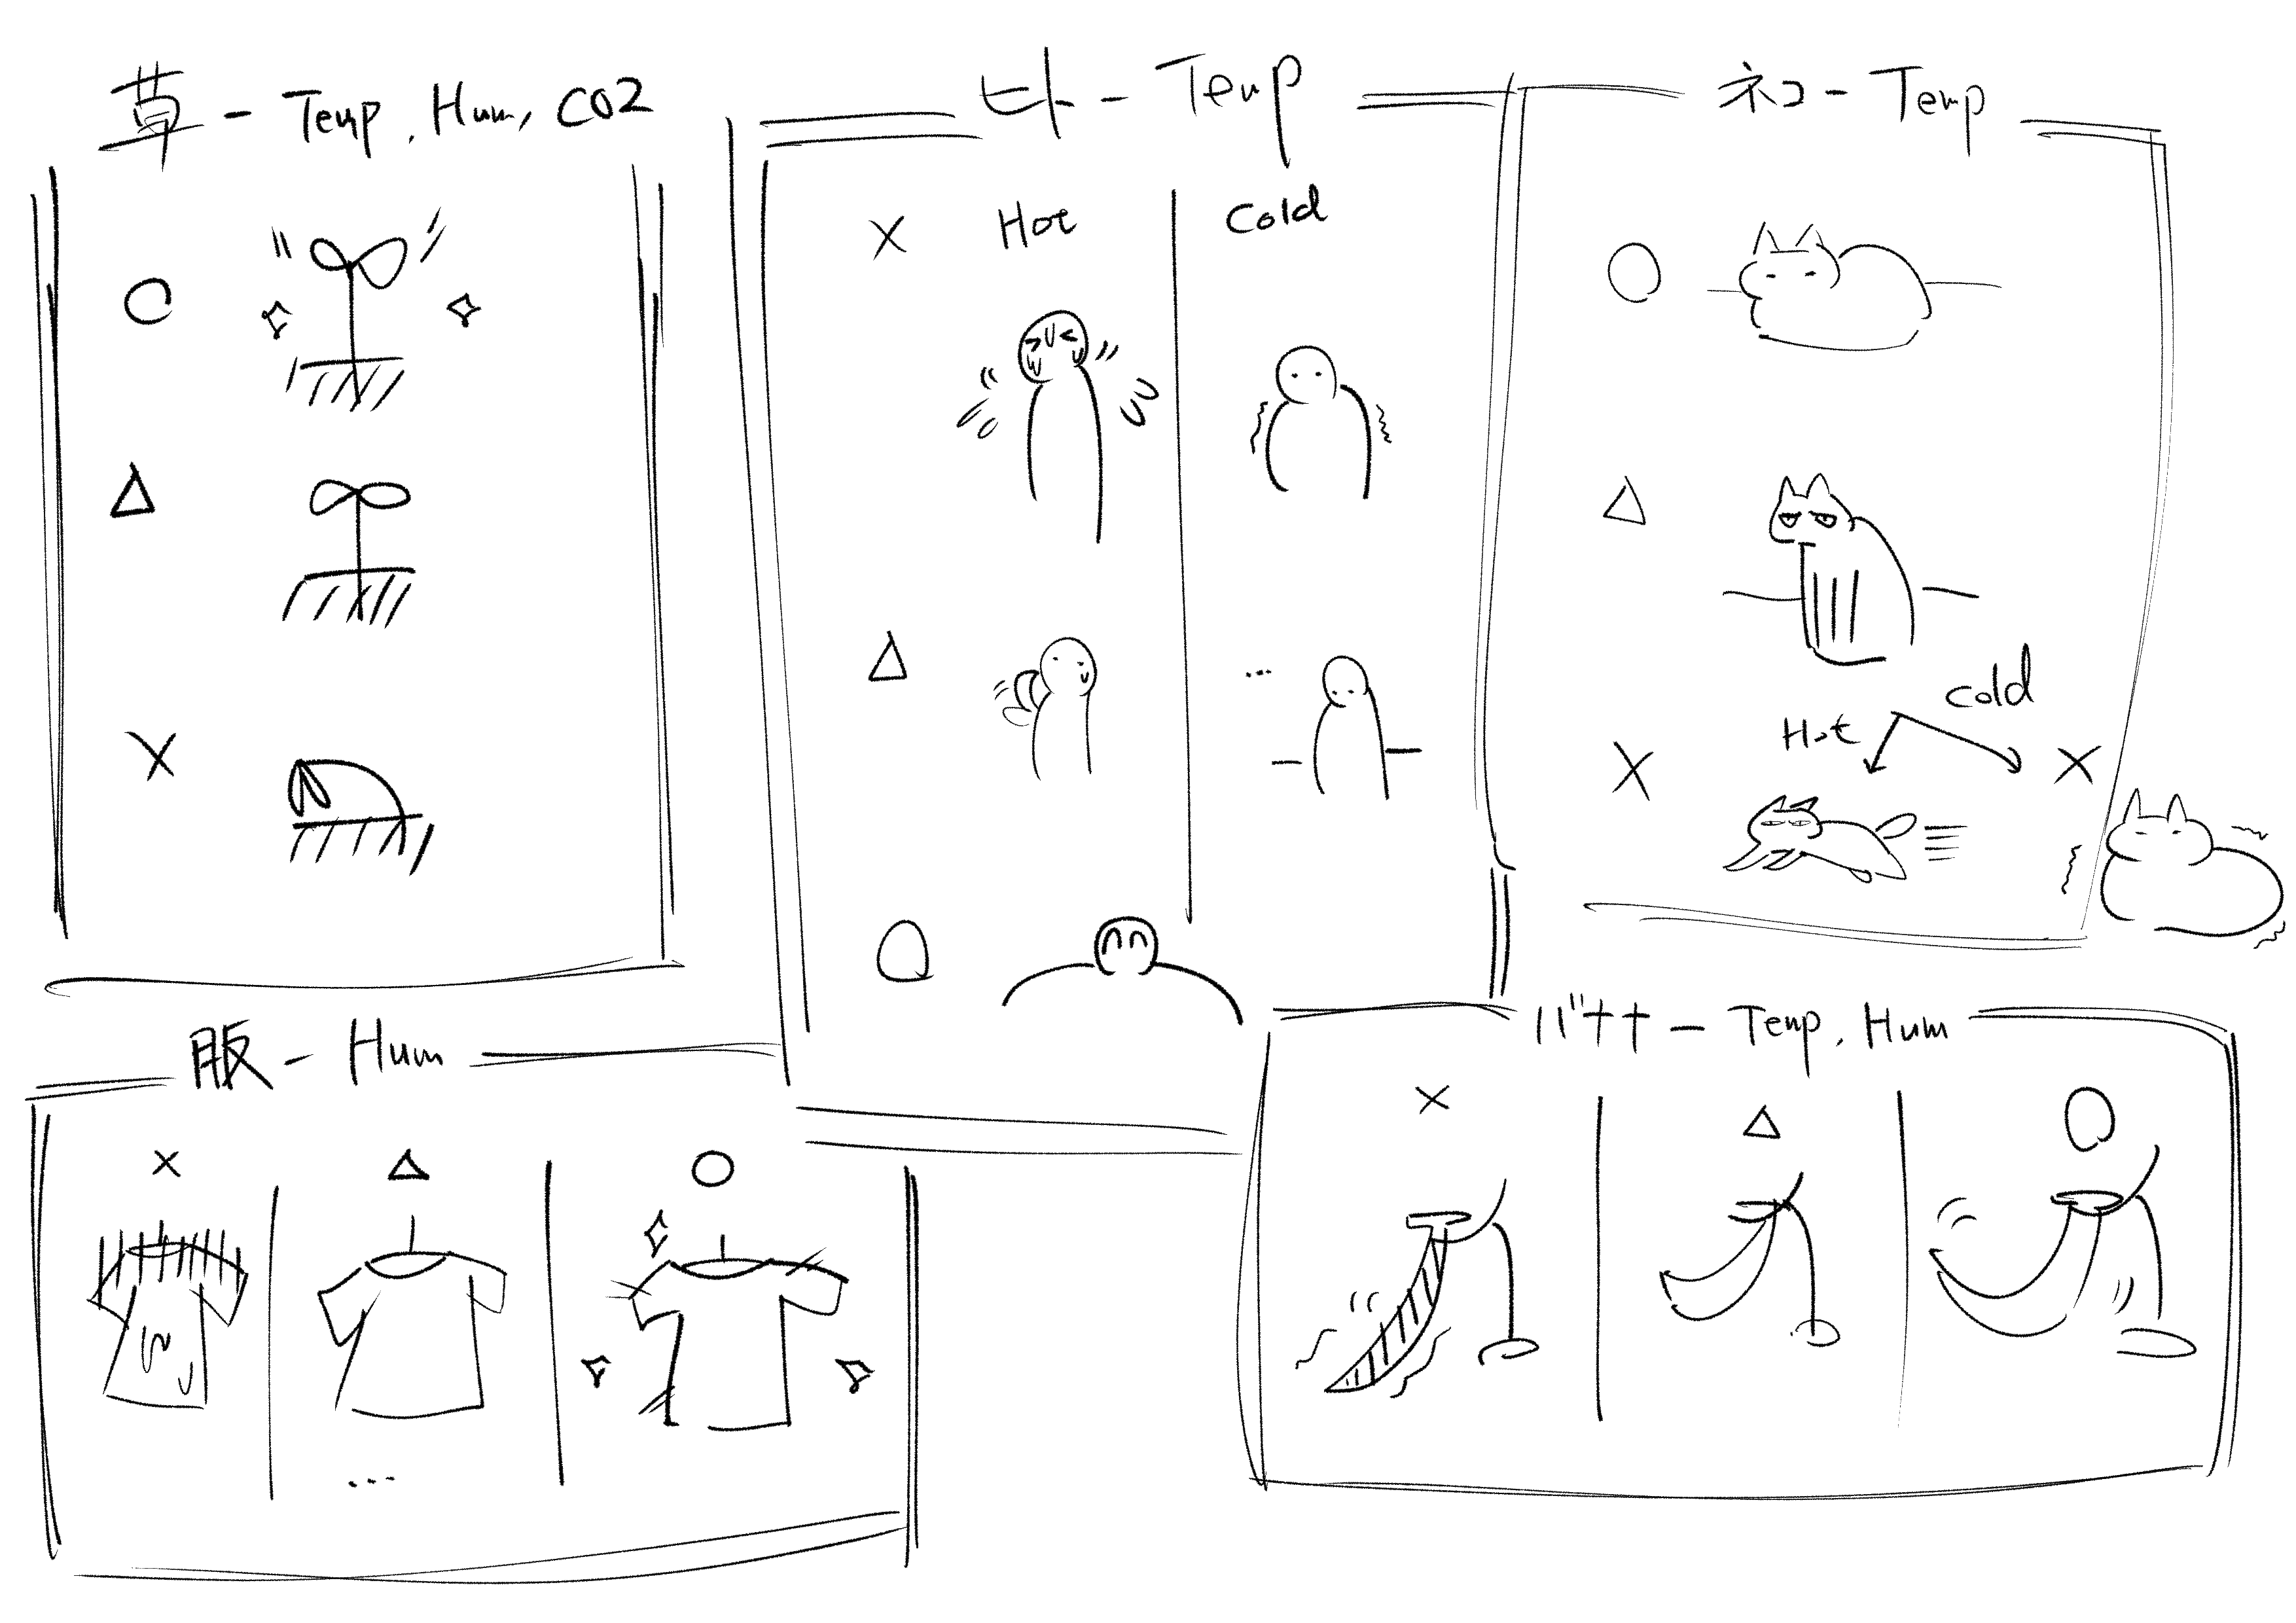 草 - Temp, Hum, CO2
○
△
×
ヒト - Temp
× Hot Cold
△ ...
○
ネコ - Temp
○
△
Hot cold
× ×
服 - Hum
× △ ○
...
バナナ - Temp, Hum
× △ ○